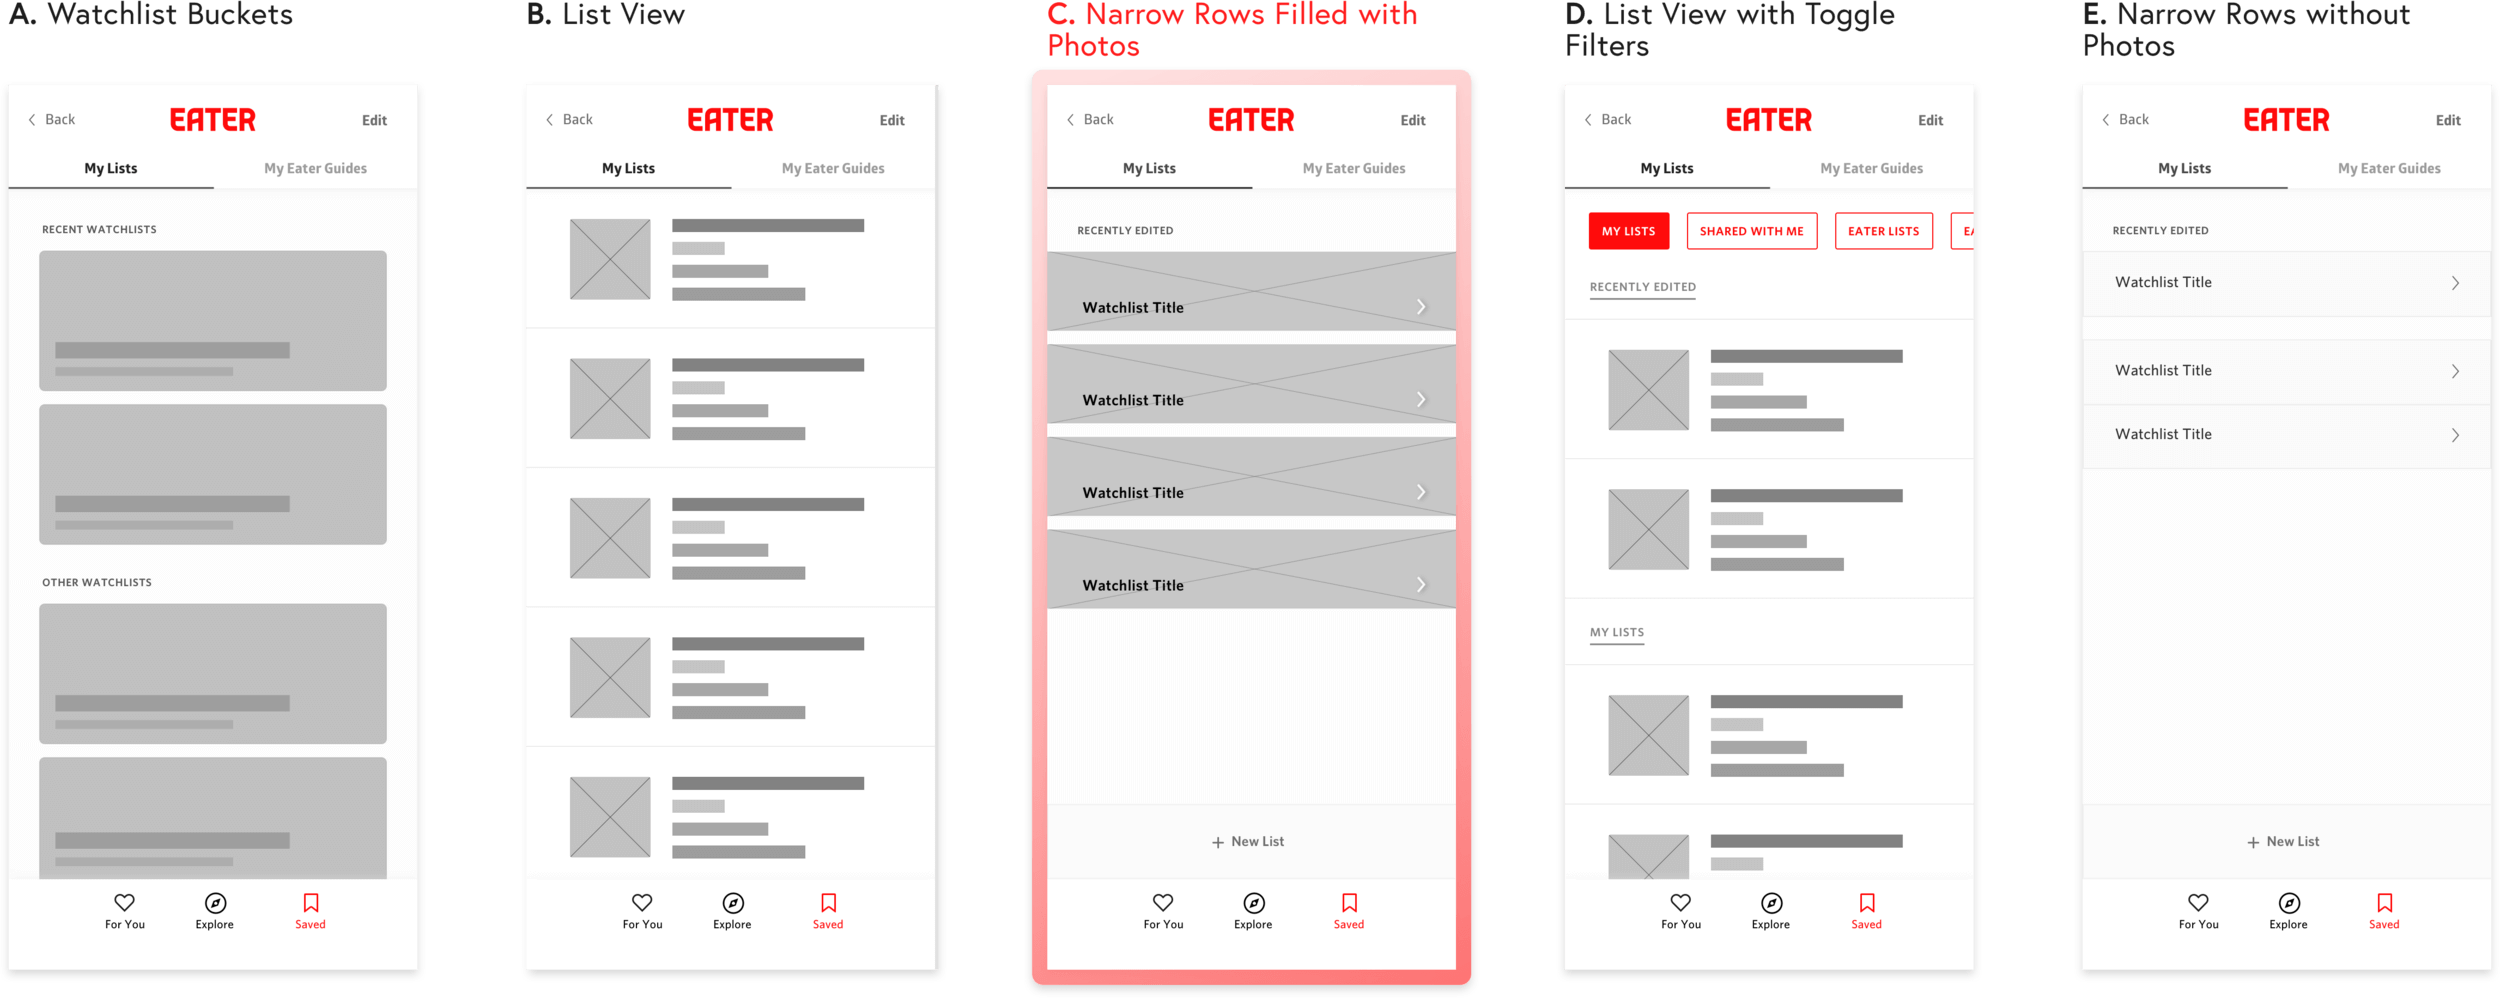 A. Watchlist Buckets
< Back
EATER
Edit
My Lists
My Eater Guides
RECENT WATCHLISTS
OTHER WATCHLISTS
For You
Explore
Saved
B. List View
< Back
EATER
Edit
My Lists
My Eater Guides
For You
Explore
Saved
C. Narrow Rows Filled with
Photos
< Back
EATER
Edit
My Lists
My Eater Guides
RECENTLY EDITED
Watchlist Title
Watchlist Title
Watchlist Title
Watchlist Title
+ New List
For You
Explore
Saved
D. List View with Toggle
Filters
< Back
EATER
Edit
My Lists
My Eater Guides
MY LISTS
SHARED WITH ME
EATER LISTS
EA
RECENTLY EDITED
MY LISTS
For You
Explore
Saved
E. Narrow Rows without
Photos
< Back
EATER
Edit
My Lists
My Eater Guides
RECENTLY EDITED
Watchlist Title
Watchlist Title
Watchlist Title
+ New List
For You
Explore
Saved